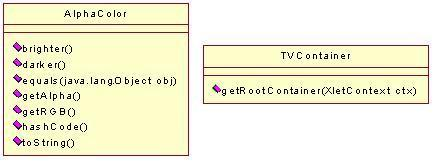 AlphaColor
brighter()
darker()
equals(java.lang.Object obj)
getAlpha()
getRGB()
hashCode()
toString()
TVContainer
getRootContainer(XletContext ctx)